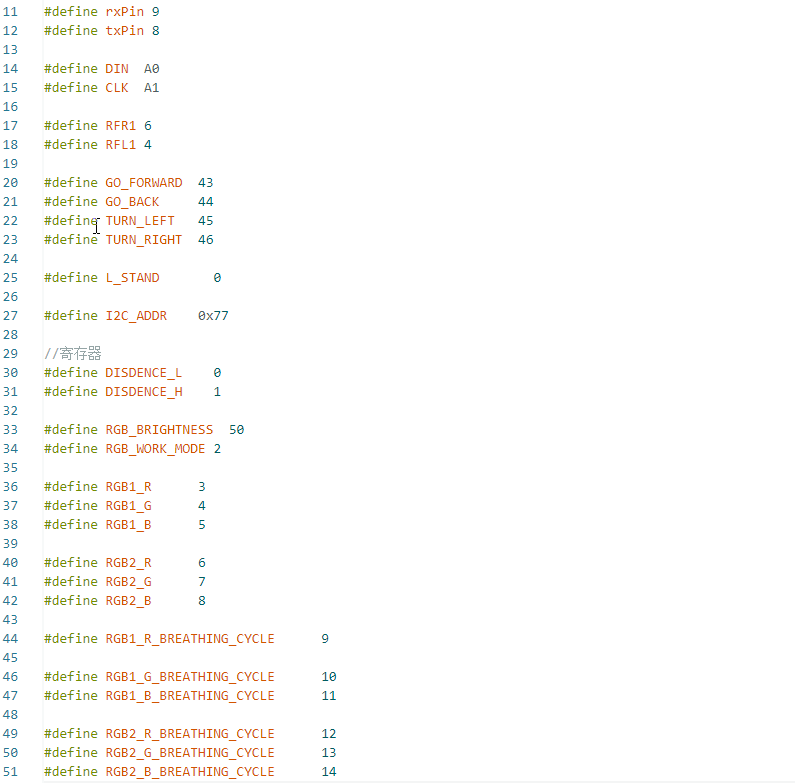 11 #define rxPin 9
12 #define txPin 8
13
14 #define DIN  A0
15 #define CLK  A1
16
17 #define RFR1 6
18 #define RFL1 4
19
20 #define GO_FORWARD  43
21 #define GO_BACK     44
22 #define TURN_LEFT   45
23 #define TURN_RIGHT  46
24
25 #define L_STAND       0
26
27 #define I2C_ADDR    0x77
28
29 //寄存器
30 #define DISDENCE_L    0
31 #define DISDENCE_H    1
32
33 #define RGB_BRIGHTNESS  50
34 #define RGB_WORK_MODE 2
35
36 #define RGB1_R      3
37 #define RGB1_G      4
38 #define RGB1_B      5
39
40 #define RGB2_R      6
41 #define RGB2_G      7
42 #define RGB2_B      8
43
44 #define RGB1_R_BREATHING_CYCLE      9
45
46 #define RGB1_G_BREATHING_CYCLE      10
47 #define RGB1_B_BREATHING_CYCLE      11
48
49 #define RGB2_R_BREATHING_CYCLE      12
50 #define RGB2_G_BREATHING_CYCLE      13
51 #define RGB2_B_BREATHING_CYCLE      14